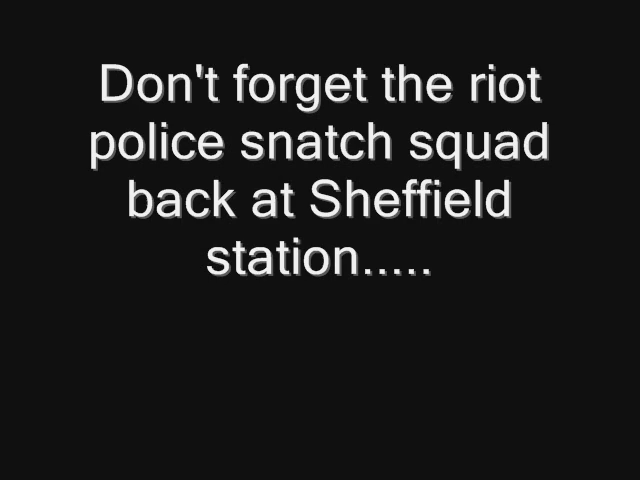 Don't forget the riot
police snatch squad
back at Sheffield
station.....